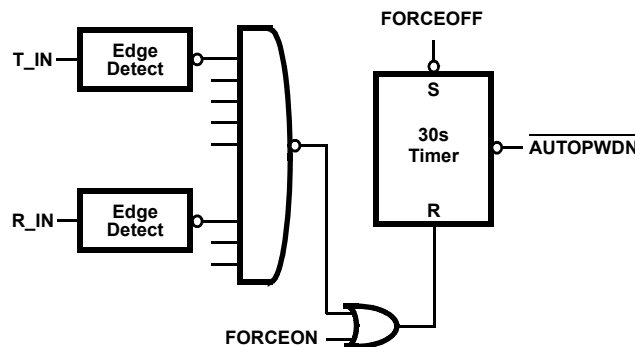 FORCEOFF
T_IN
Edge
Detect
S
30s
Timer
AUTOPWDN
R_IN
Edge
Detect
R
FORCEON